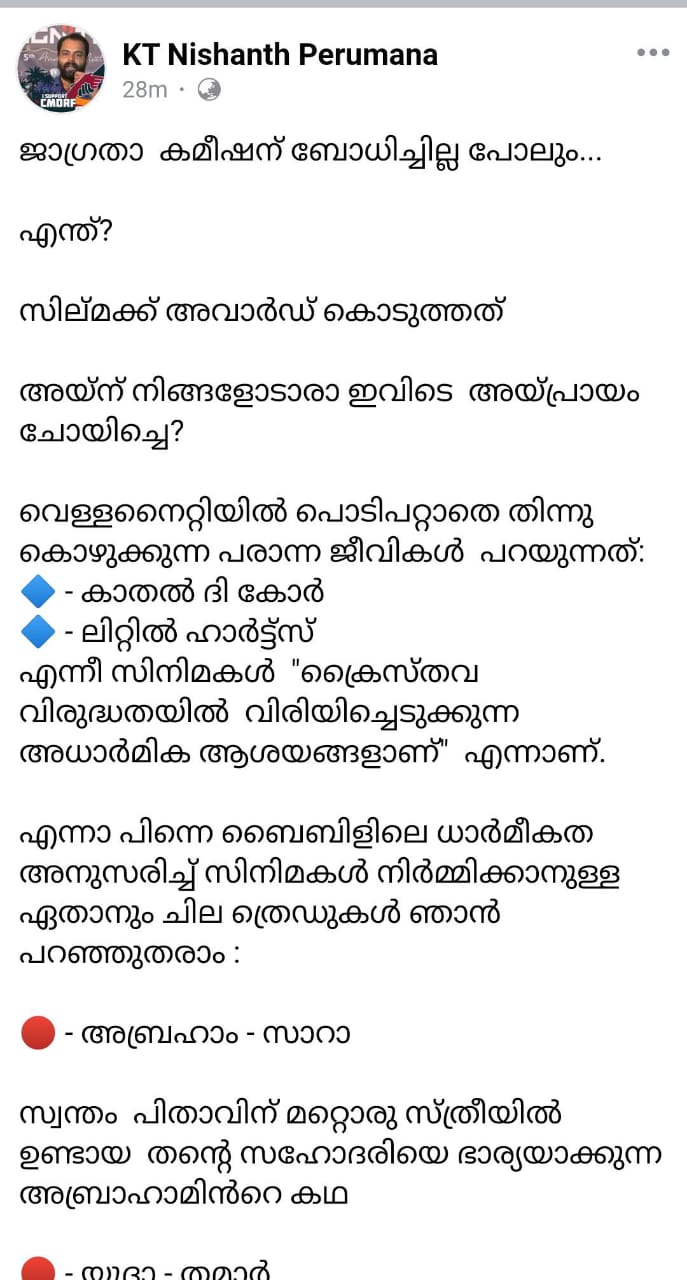 KT Nishanth Perumana
28m
ജാഗ്രതാ കമീഷന് ബോധിച്ചില്ല പോലും...
എന്ത്?
സില്മക്ക് അവാർഡ് കൊടുത്തത്
അയ്ന് നിങ്ങളോടാരാ ഇവിടെ അയ്പ്രായം
ചോയിച്ചെ?
വെള്ളനൈറ്റിയിൽ പൊടിപറ്റാതെ തിന്നു
കൊഴുക്കുന്ന പരാന്ന ജീവികൾ പറയുന്നത്:
🔷 - കാതൽ ദി കോർ
🔷 - ലിറ്റിൽ ഹാർട്ട്സ്
എന്നീ സിനിമകൾ "ക്രൈസ്തവ
വിരുദ്ധതയിൽ വിരിയിച്ചെടുക്കുന്ന
അധാർമിക ആശയങ്ങളാണ്" എന്നാണ്.
എന്നാ പിന്നെ ബൈബിളിലെ ധാർമീകത
അനുസരിച്ച് സിനിമകൾ നിർമ്മിക്കാനുള്ള
ഏതാനും ചില ത്രെഡുകൾ ഞാൻ
പറഞ്ഞുതരാം :
🔴 - അബ്രഹാം - സാറാ
സ്വന്തം പിതാവിന് മറ്റൊരു സ്ത്രീയിൽ
ഉണ്ടായ തന്റെ സഹോദരിയെ ഭാര്യയാക്കുന്ന
അബ്രാഹാമിൻറെ കഥ
🔴 - യൂദാ - തമാർ